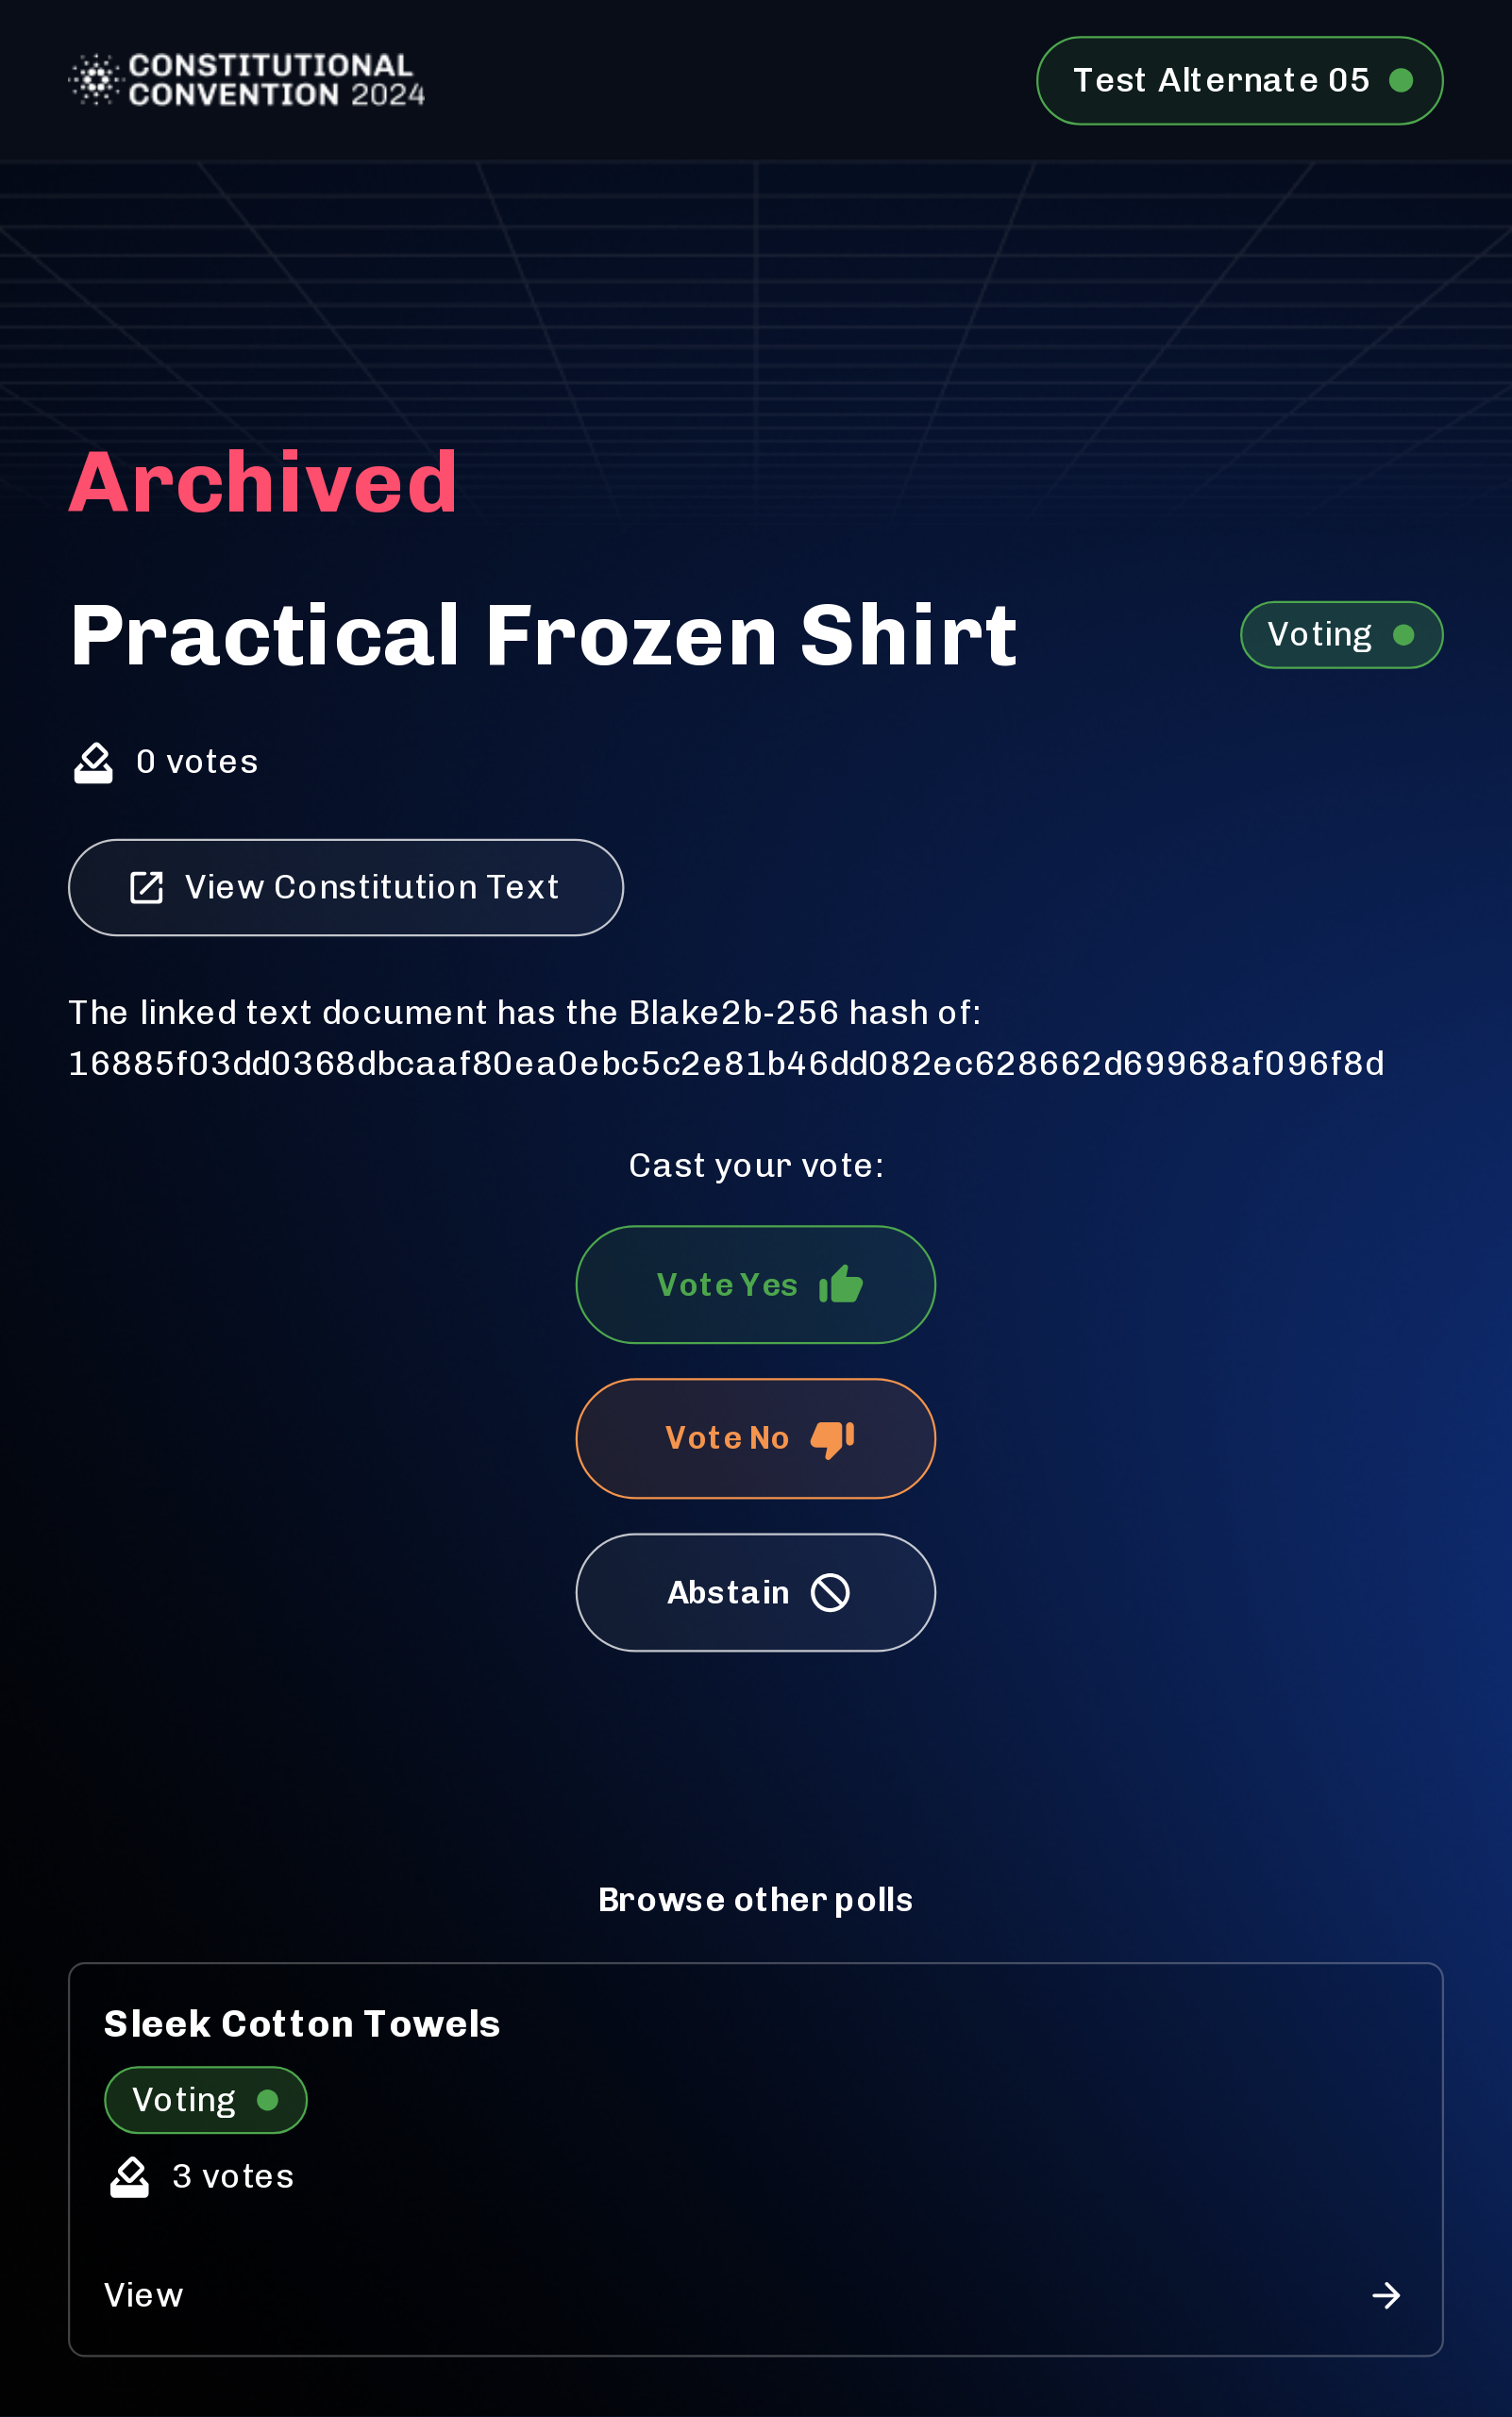 CONSTITUTIONAL
CONVENTION 2024
Test Alternate 05
Archived
Practical Frozen Shirt
Voting
0 votes
View Constitution Text
The linked text document has the Blake2b-256 hash of:
16885f03dd0368dbcaaf80ea0ebc5c2e81b46dd082ec628662d69968af096f8d
Cast your vote:
Vote Yes
Vote No
Abstain
Browse other polls
Sleek Cotton Towels
Voting
3 votes
View